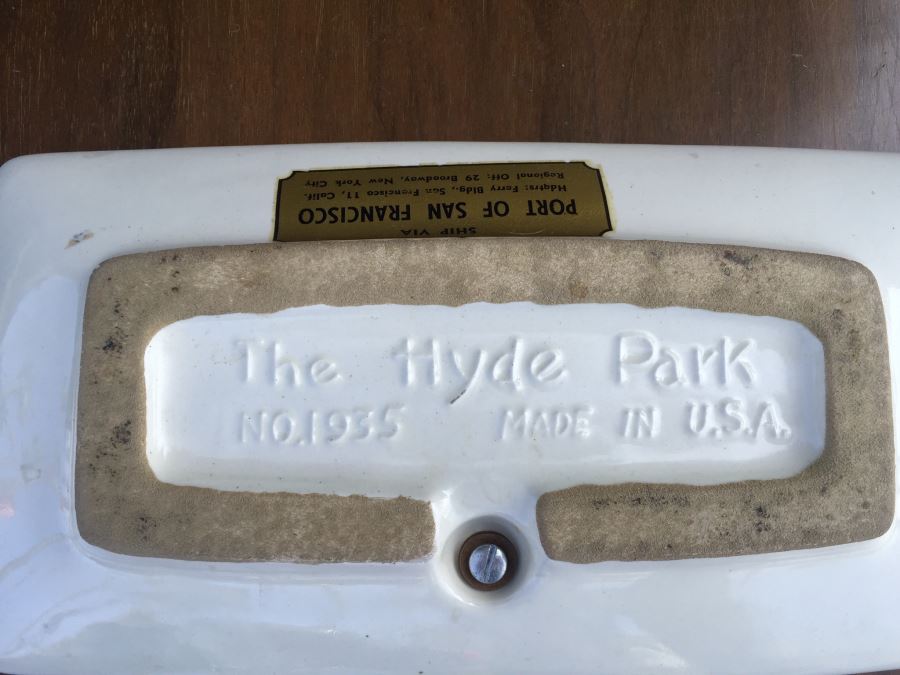 SHIP VIA
PORT OF SAN FRANCISCO
Hdqtrs: Ferry Bldg., San Francisco 11, Calif.
Regional Off: 29 Broadway, New York City
The Hyde Park
NO.1935 MADE IN U.S.A.